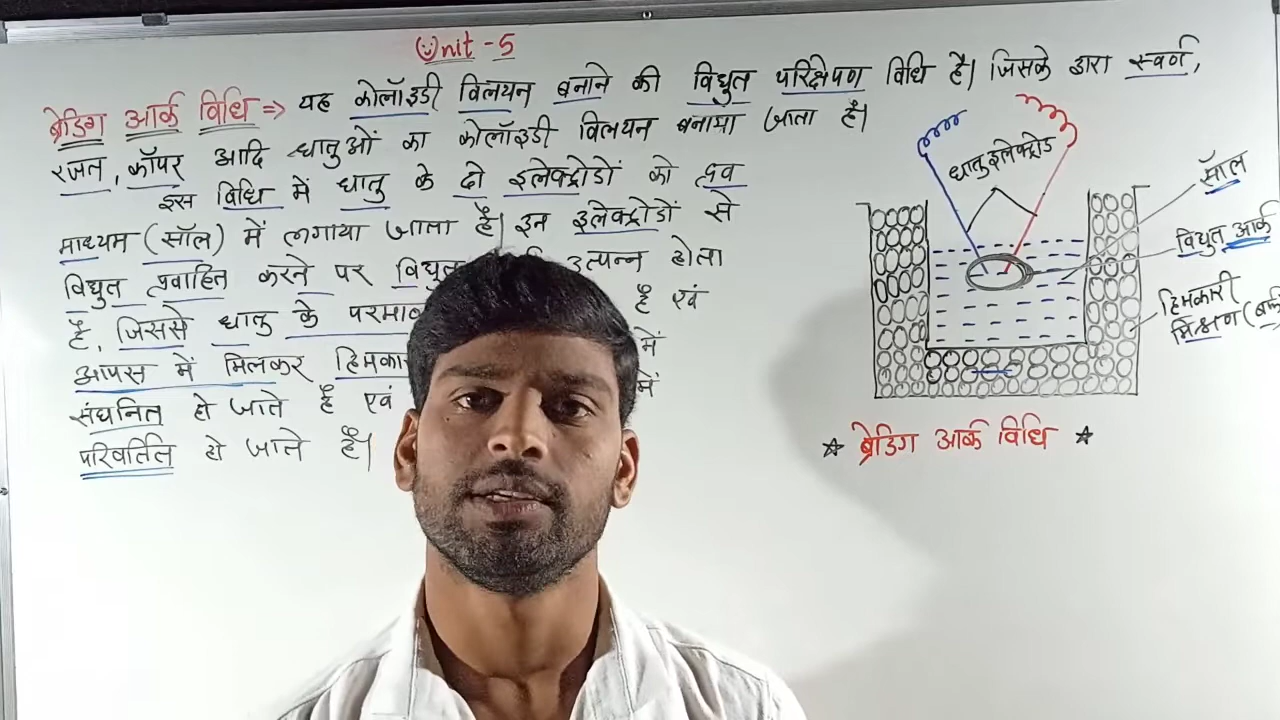 Unit - 5
ब्रेडिग आर्क विधि ⇒ यह कोलॉइडी विलयन बनाने की विधुत परिक्षेपण विधि है। जिसके द्वारा स्वर्ण,
रजत, कॉपर आदि धातुओं का कोलॉइडी विलयन बनाया जाता है।
इस विधि में धातु के दो इलेक्ट्रोडों को द्रव
माध्यम (सॉल) में लगाया जाता है। इन इलेक्ट्रोडों से
विधुत प्रवाहित करने पर विधुत उत्पन्न होता
है, जिससे धातु के है एवं
आपस में मिलकर में
संघनित हो जाते है एवं में
परिवर्तित हो जाते है।
धातु इलेक्ट्रोड
सॉल
विधुत आर्क
हिमकारी
मिश्रण
☆ ब्रेडिग आर्क विधि ☆